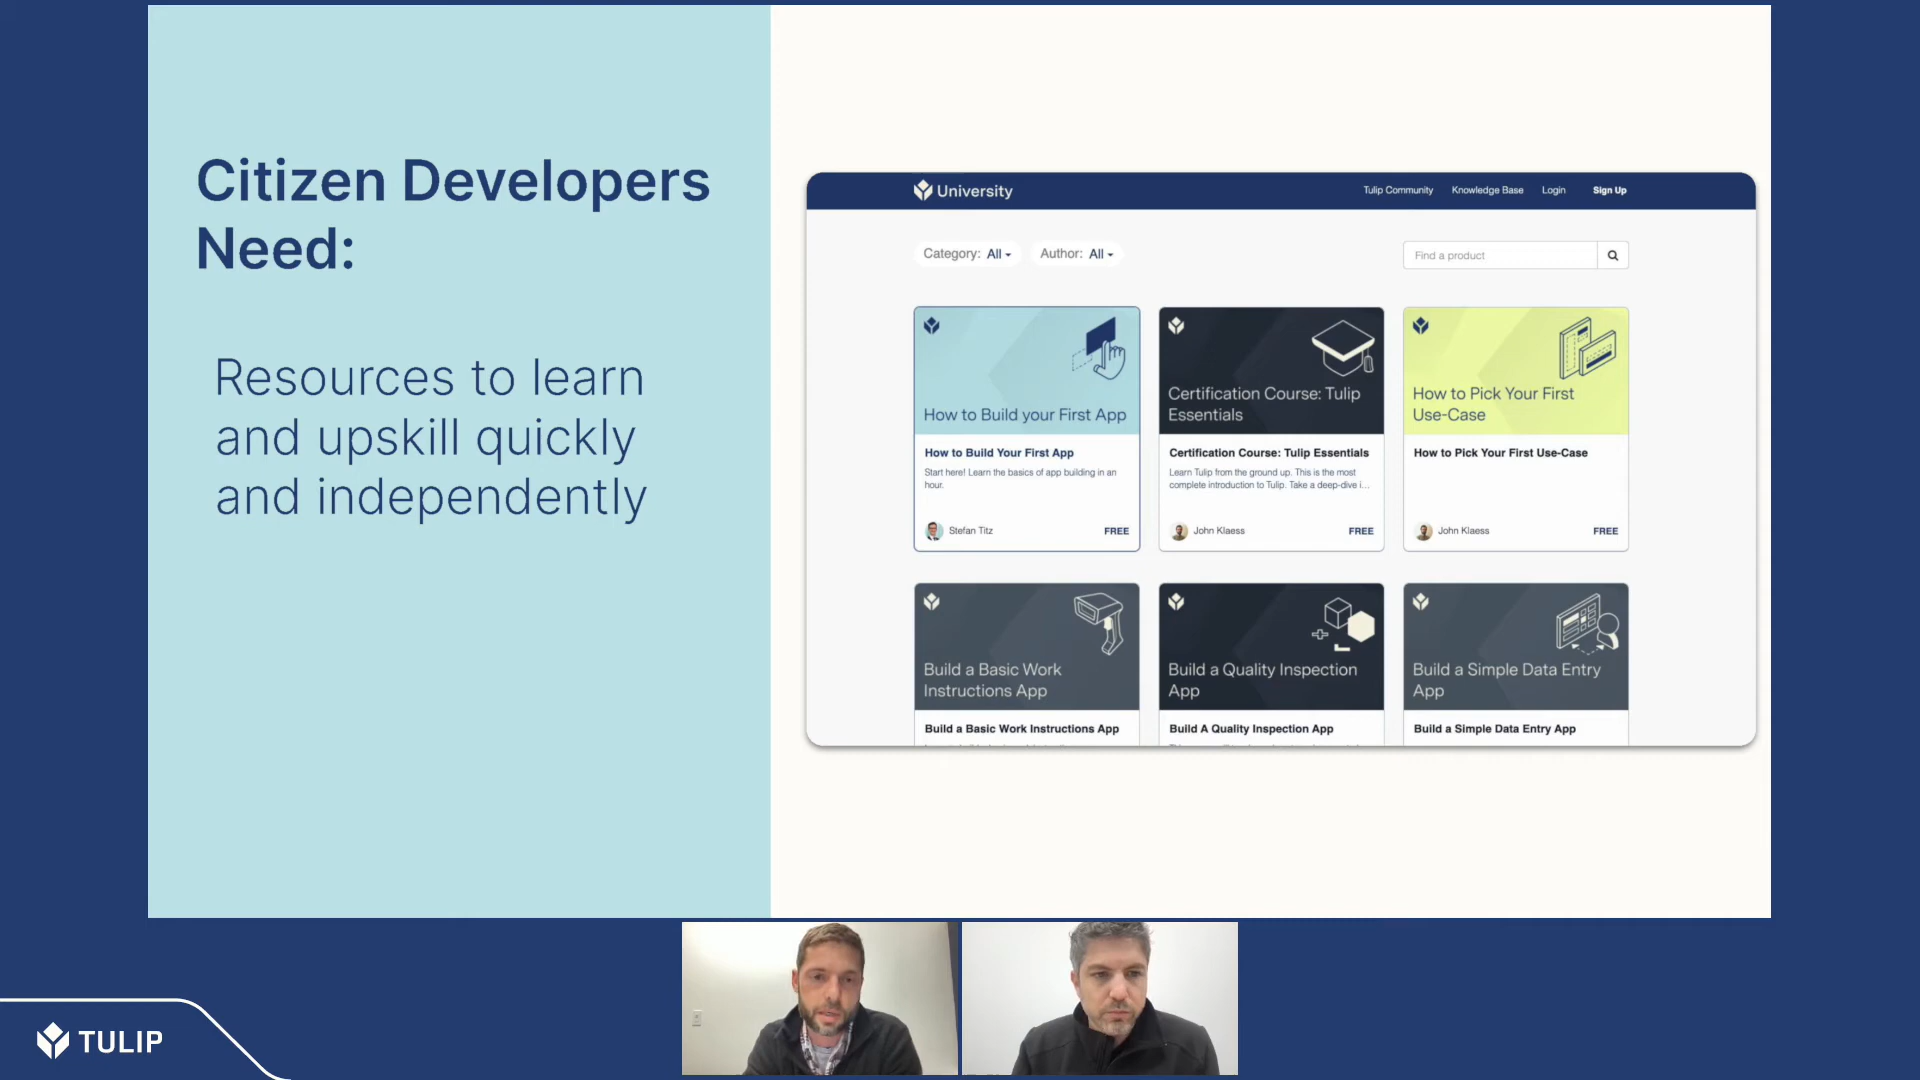 Citizen Developers
Need:
Resources to learn
and upskill quickly
and independently
University
Tulip Community
Knowledge Base
Login
Sign Up
Category: All
Author: All
Find a product
How to Build your First App
How to Build Your First App
Start here! Learn the basics of app building in an
hour.
Stefan Titz
FREE
Certification Course: Tulip
Essentials
Certification Course: Tulip Essentials
Learn Tulip from the ground up. This is the most
complete introduction to Tulip. Take a deep-dive i...
John Klaess
FREE
How to Pick Your First
Use-Case
How to Pick Your First Use-Case
John Klaess
FREE
Build a Basic Work
Instructions App
Build a Basic Work Instructions App
Build a Quality Inspection
App
Build A Quality Inspection App
Build a Simple Data Entry
App
Build a Simple Data Entry App
TULIP